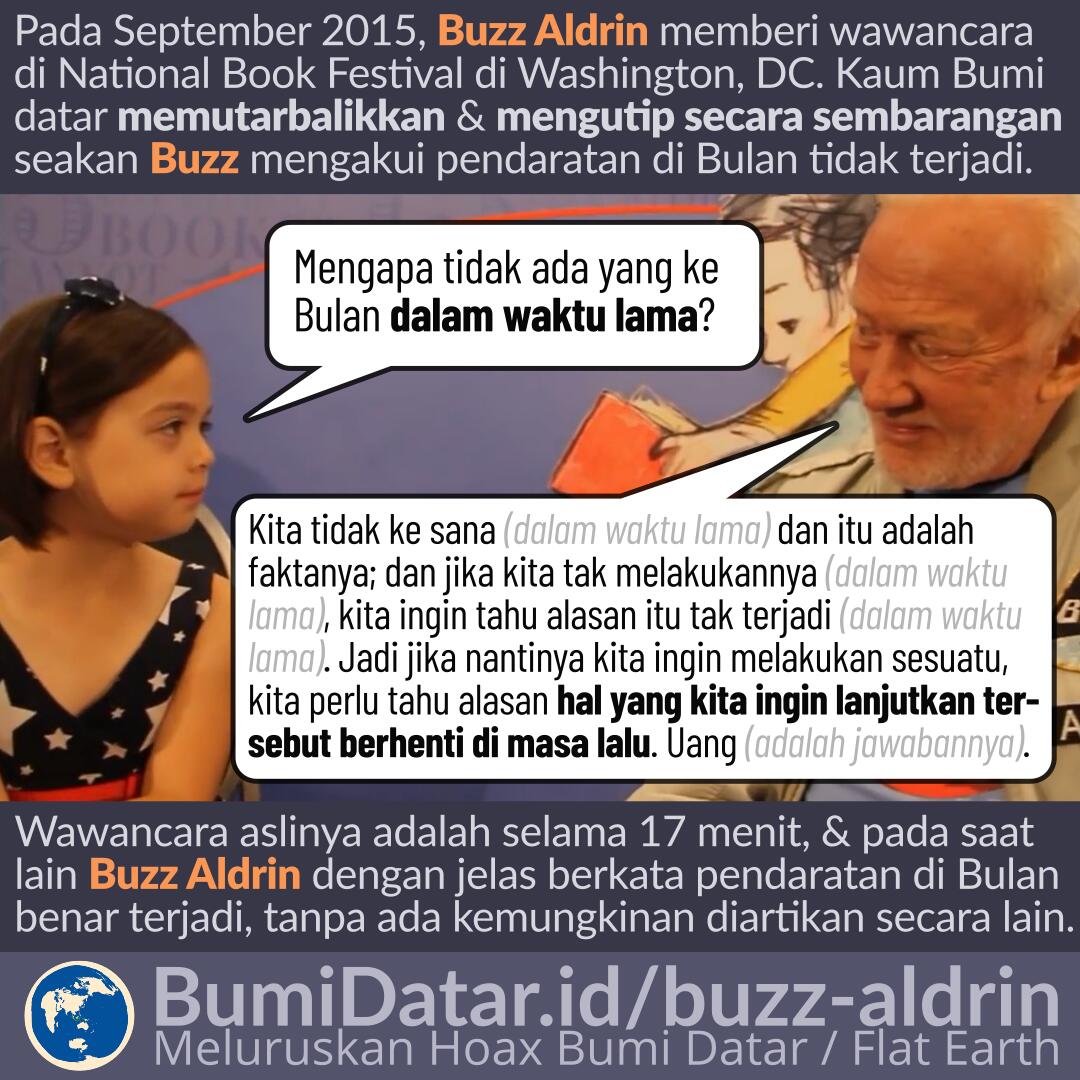 Pada September 2015, Buzz Aldrin memberi wawancara
di National Book Festival di Washington, DC. Kaum Bumi
datar memutarbalikkan & mengutip secara sembarangan
seakan Buzz mengakui pendaratan di Bulan tidak terjadi.
BOOK
Mengapa tidak ada yang ke
Bulan dalam waktu lama?
Kita tidak ke sana (dalam waktu lama) dan itu adalah
faktanya; dan jika kita tak melakukannya (dalam waktu
lama), kita ingin tahu alasan itu tak terjadi (dalam waktu
lama). Jadi jika nantinya kita ingin melakukan sesuatu,
kita perlu tahu alasan hal yang kita ingin lanjutkan ter-
sebut berhenti di masa lalu. Uang (adalah jawabannya).
Wawancara aslinya adalah selama 17 menit, & pada saat
lain Buzz Aldrin dengan jelas berkata pendaratan di Bulan
benar terjadi, tanpa ada kemungkinan diartikan secara lain.
BumiDatar.id/buzz-aldrin
Meluruskan Hoax Bumi Datar / Flat Earth